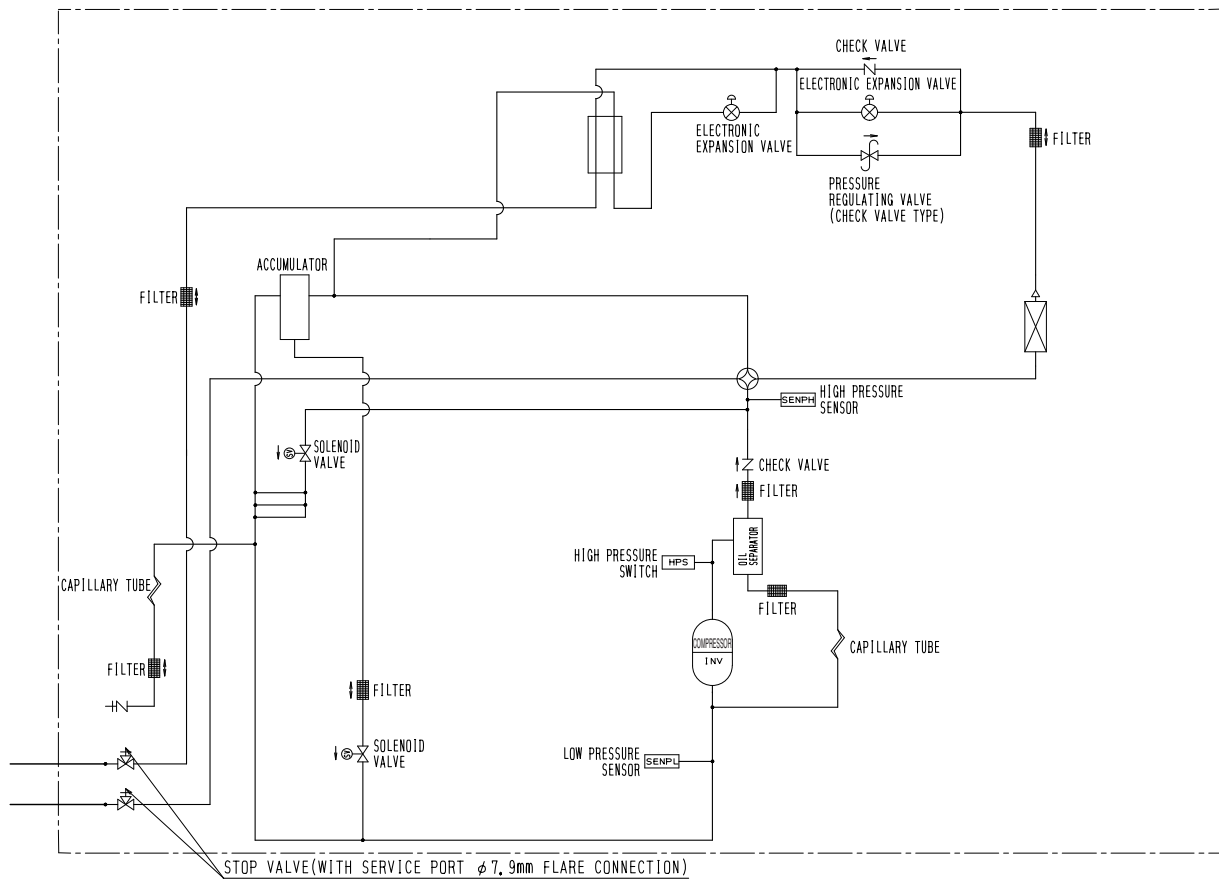 CHECK VALVE
ELECTRONIC EXPANSION VALVE
ELECTRONIC
EXPANSION VALVE
FILTER
PRESSURE
REGULATING VALVE
(CHECK VALVE TYPE)
ACCUMULATOR
FILTER
SENPH
HIGH PRESSURE
SENSOR
SV
SOLENOID
VALVE
CHECK VALVE
FILTER
OIL
SEPARATOR
HIGH PRESSURE
SWITCH
HPS
CAPILLARY TUBE
FILTER
COMPRESSOR
INV
CAPILLARY TUBE
FILTER
FILTER
SV
SOLENOID
VALVE
LOW PRESSURE
SENSOR
SENPL
STOP VALVE(WITH SERVICE PORT φ7.9mm FLARE CONNECTION)